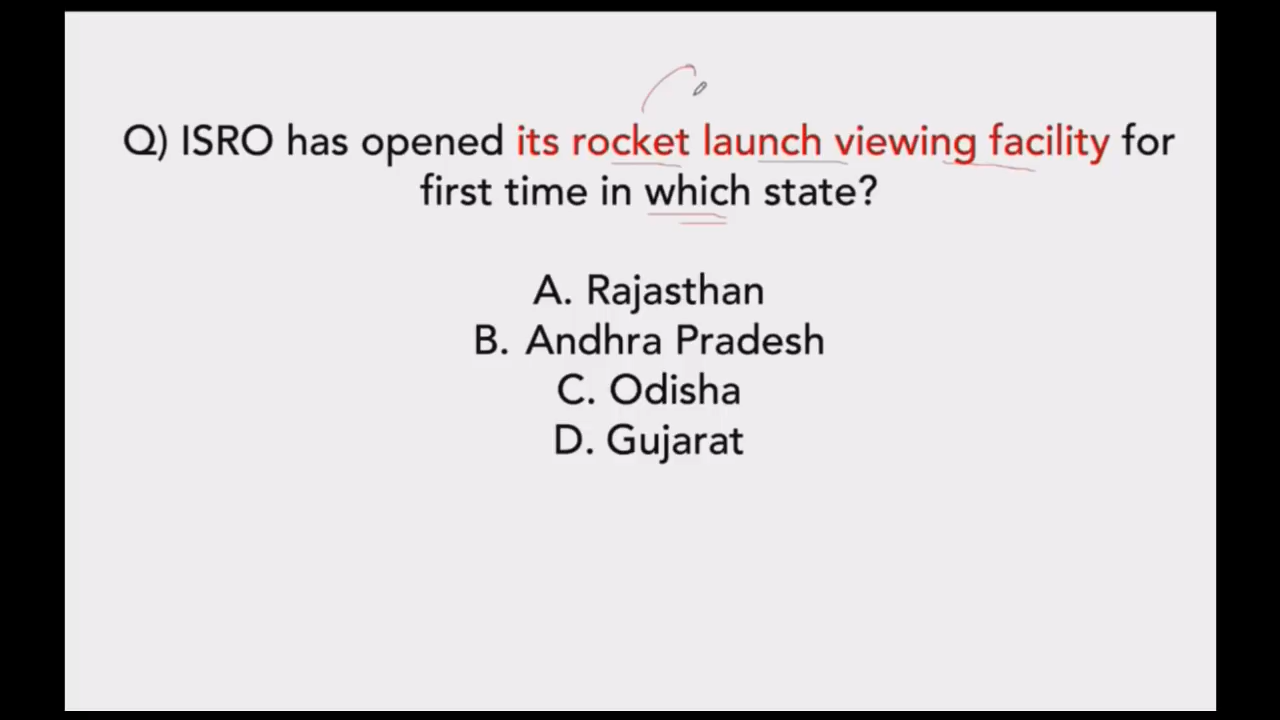 Q) ISRO has opened its rocket launch viewing facility for
first time in which state?
A. Rajasthan
B. Andhra Pradesh
C. Odisha
D. Gujarat